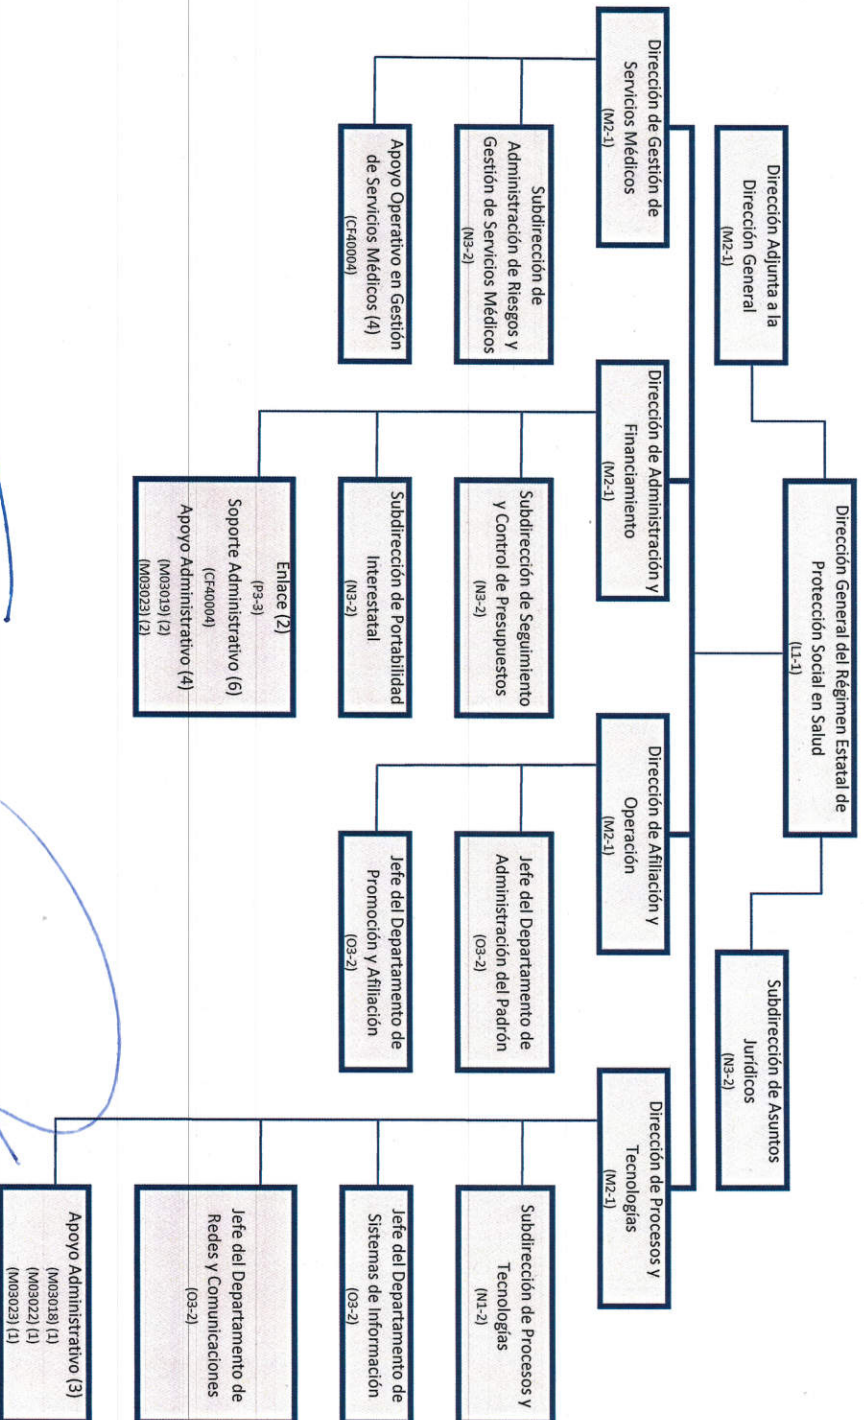 Dirección General del Régimen Estatal de
Protección Social en Salud
(L1-1)
Dirección Adjunta a la
Dirección General
(M2-1)
Subdirección de Asuntos
Jurídicos
(N3-2)
Dirección de Gestión de
Servicios Médicos
(M2-1)
Subdirección de
Administración de Riesgos y
Gestión de Servicios Médicos
(N3-2)
Apoyo Operativo en Gestión
de Servicios Médicos (4)
(CF40004)
Dirección de Administración y
Financiamiento
(M2-1)
Subdirección de Seguimiento
y Control de Presupuestos
(N3-2)
Subdirección de Portabilidad
Interestatal
(N3-2)
Enlace (2)
(P3-3)
Soporte Administrativo (6)
(CF40004)
Apoyo Administrativo (4)
(M03019) (2)
(M03023) (2)
Dirección de Afiliación y
Operación
(M2-1)
Jefe del Departamento de
Administración del Padrón
(O3-2)
Jefe del Departamento de
Promoción y Afiliación
(O3-2)
Dirección de Procesos y
Tecnologías
(M2-1)
Subdirección de Procesos y
Tecnologías
(N1-2)
Jefe del Departamento de
Sistemas de Información
(O3-2)
Jefe del Departamento de
Redes y Comunicaciones
(O3-2)
Apoyo Administrativo (3)
(M03018) (1)
(M03022) (1)
(M03023) (1)